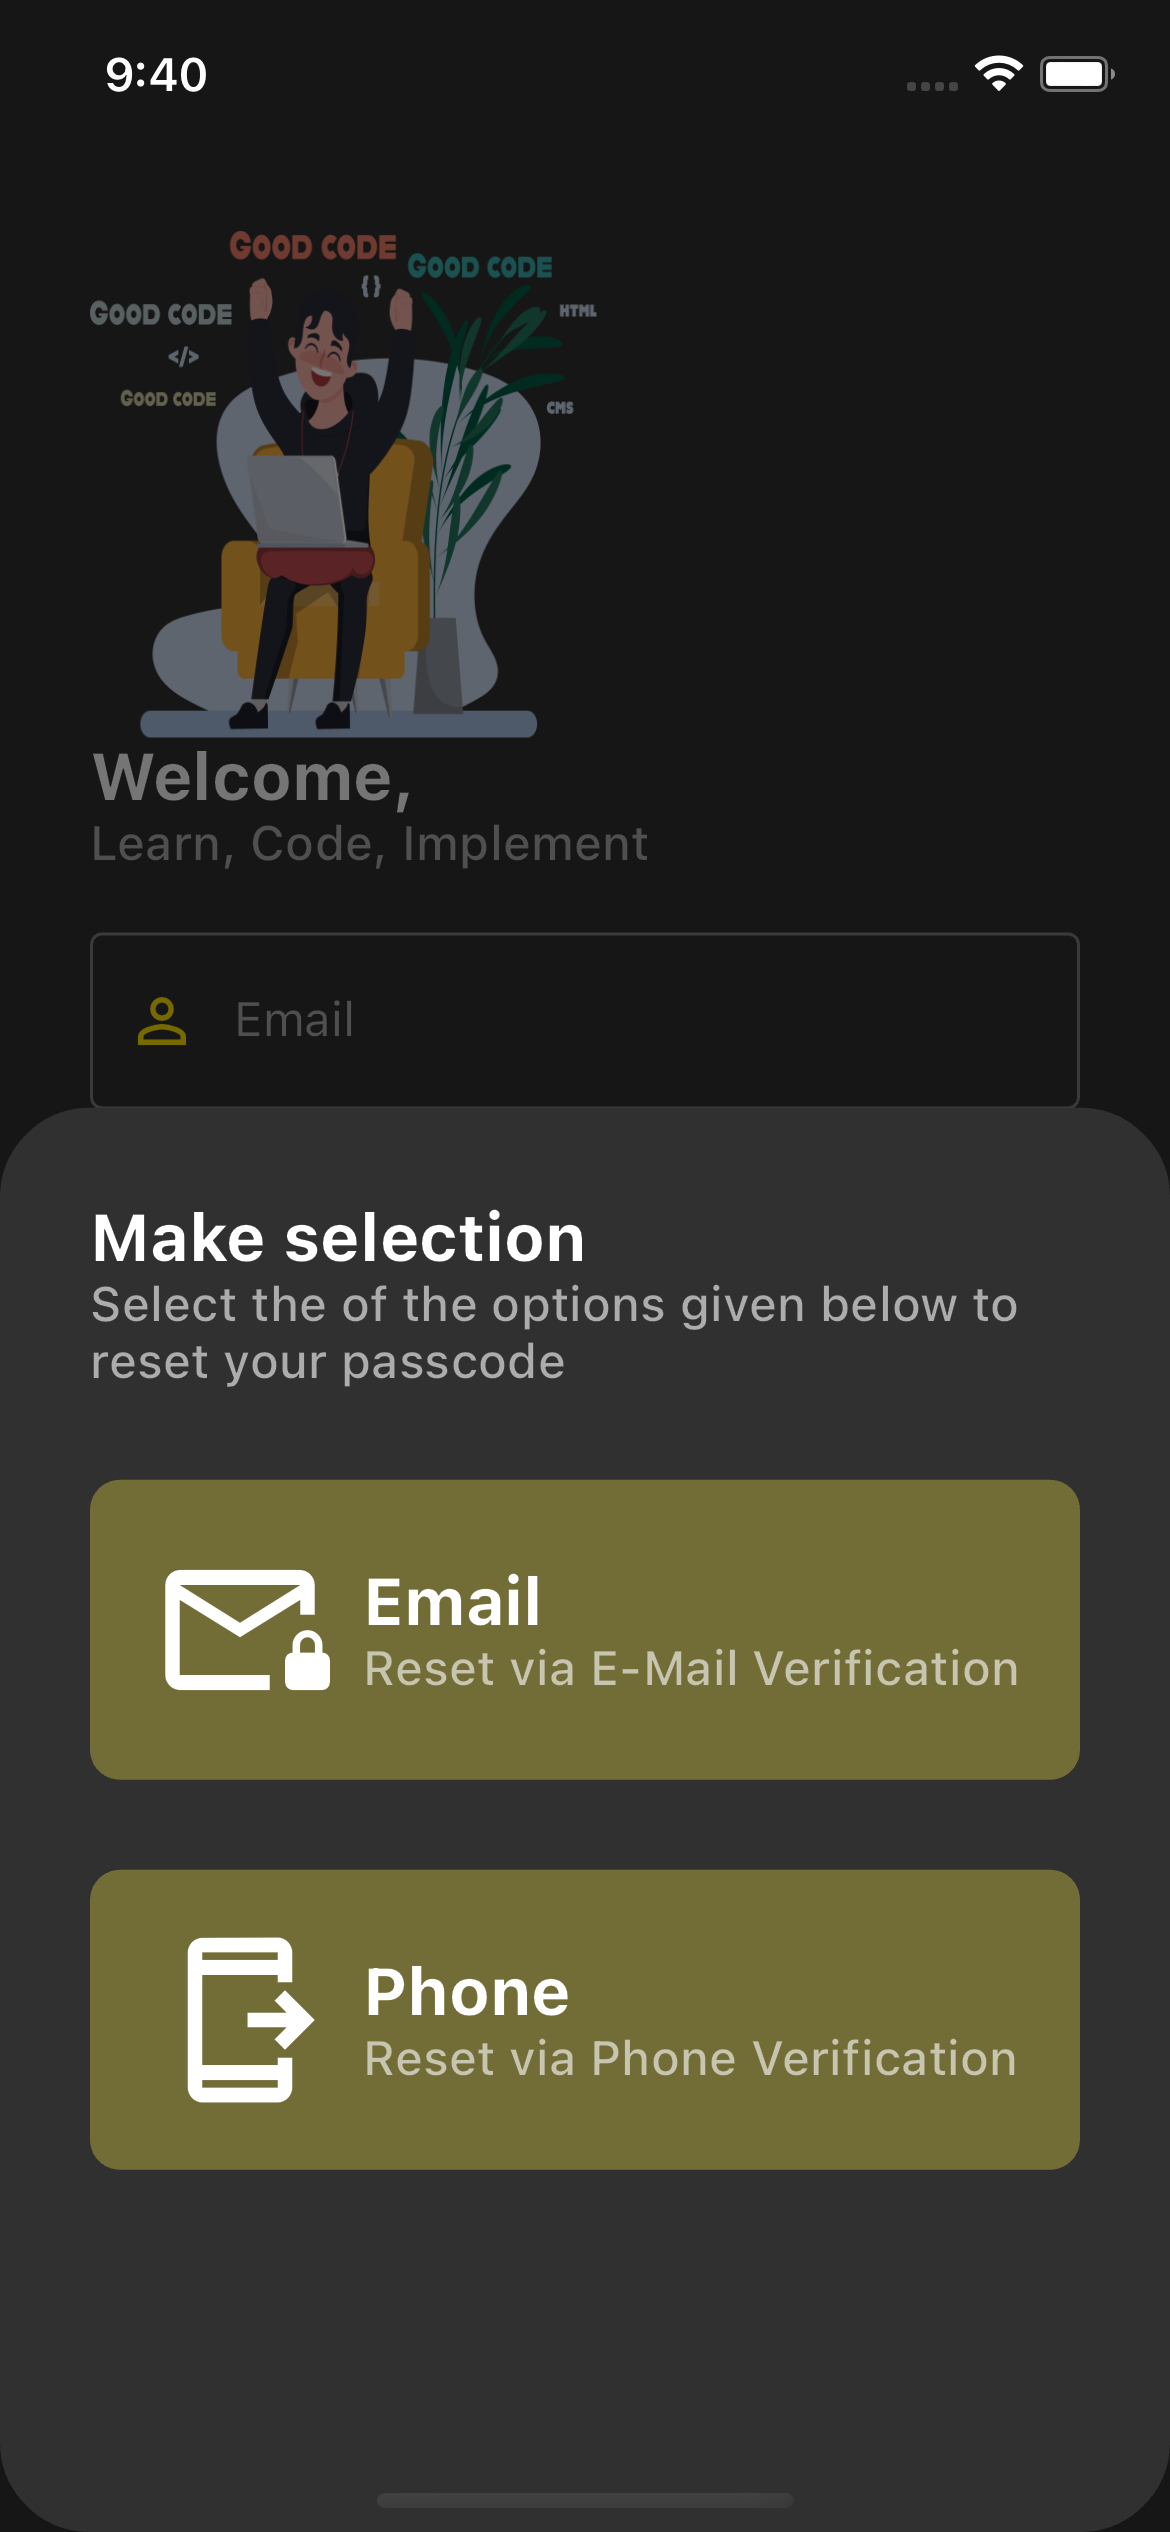 9:40
GOOD CODE
GOOD CODE
{}
HTML
GOOD CODE
</>
GOOD CODE
CMS
Welcome,
Learn, Code, Implement
Email
Make selection
Select the of the options given below to
reset your passcode
Email
Reset via E-Mail Verification
Phone
Reset via Phone Verification